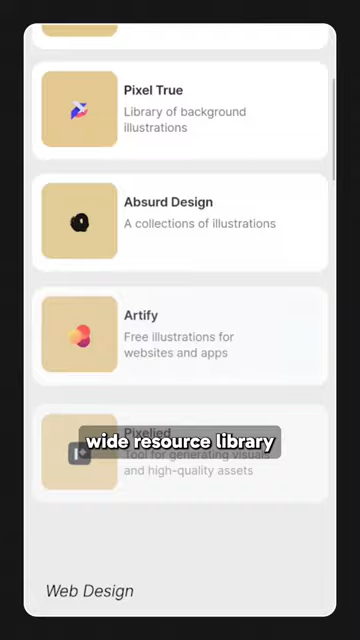 Pixel True
Library of background
illustrations
Absurd Design
A collections of illustrations
Artify
Free illustrations for
websites and apps
Pixelied
wide resource library
Tool for generating visuals
and high-quality assets
Web Design